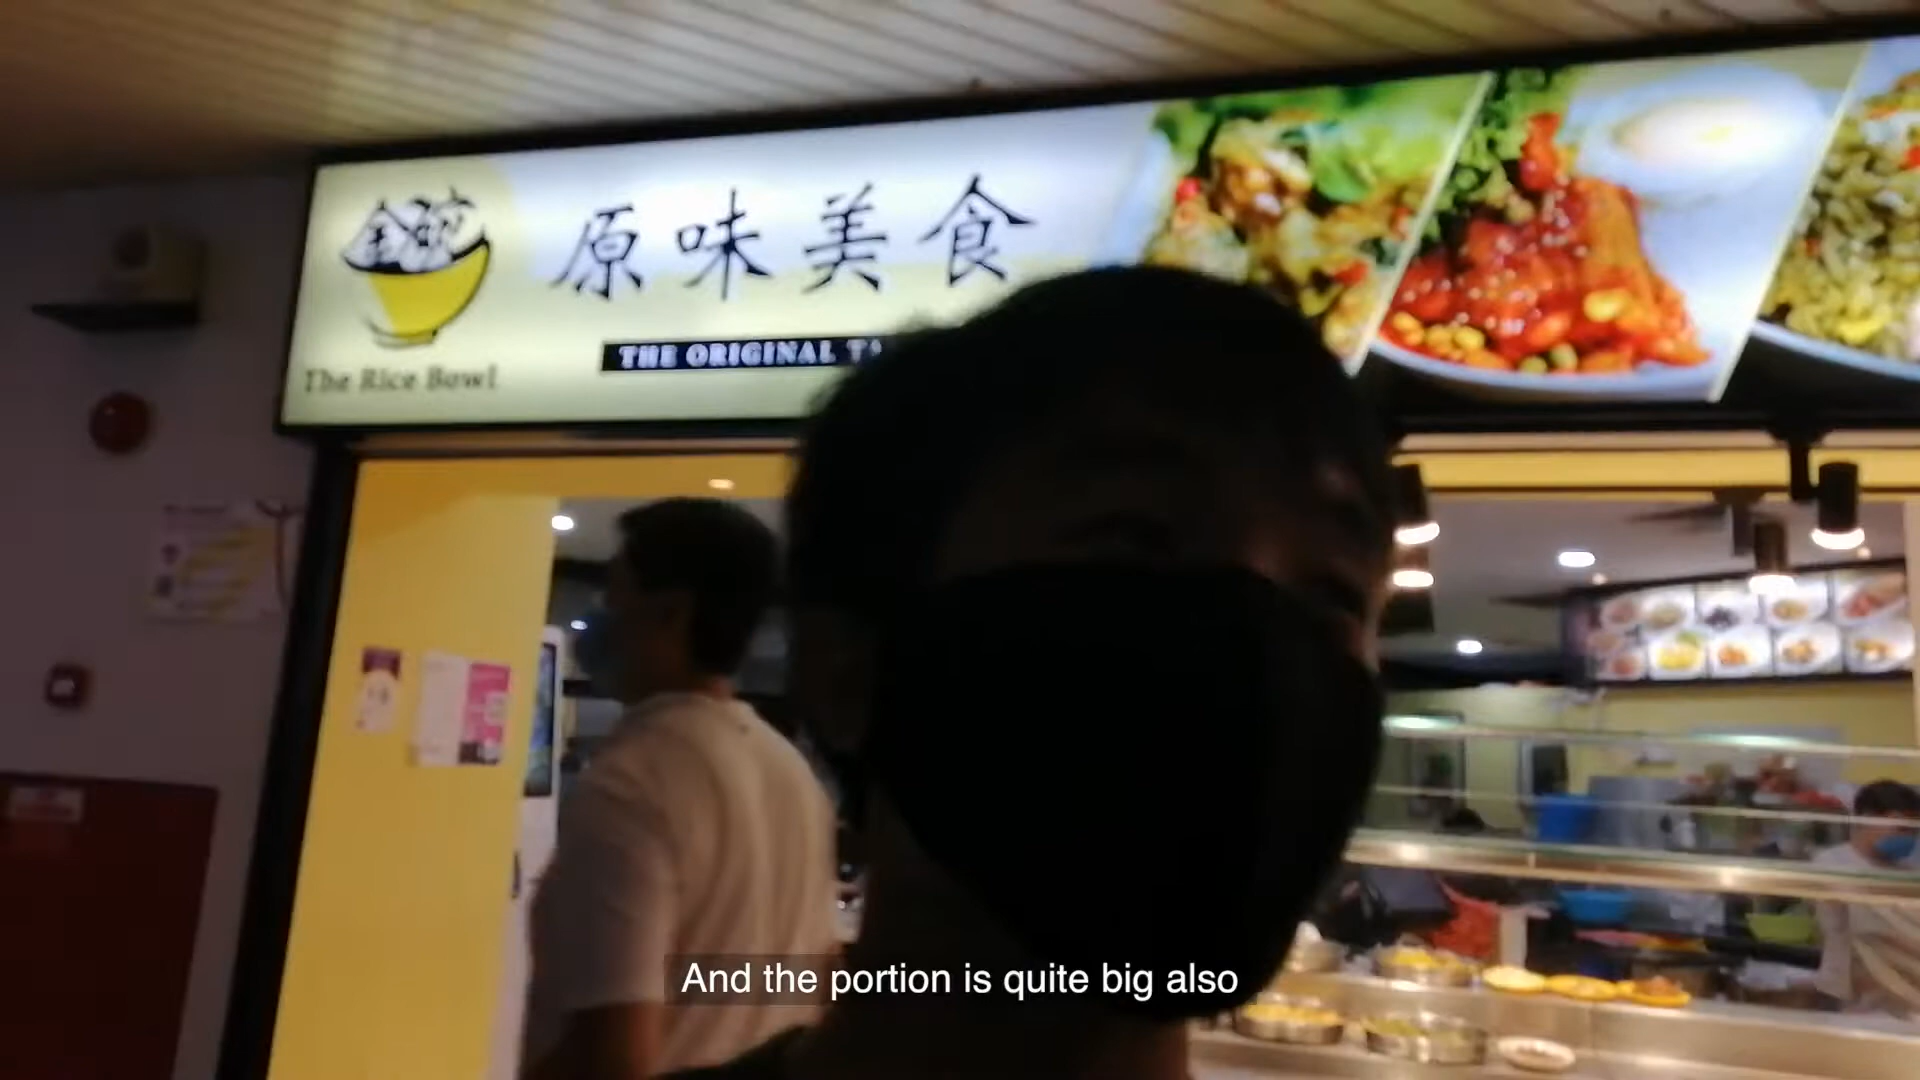 金碗
原味美食
THE ORIGINAL
The Rice Bowl
And the portion is quite big also